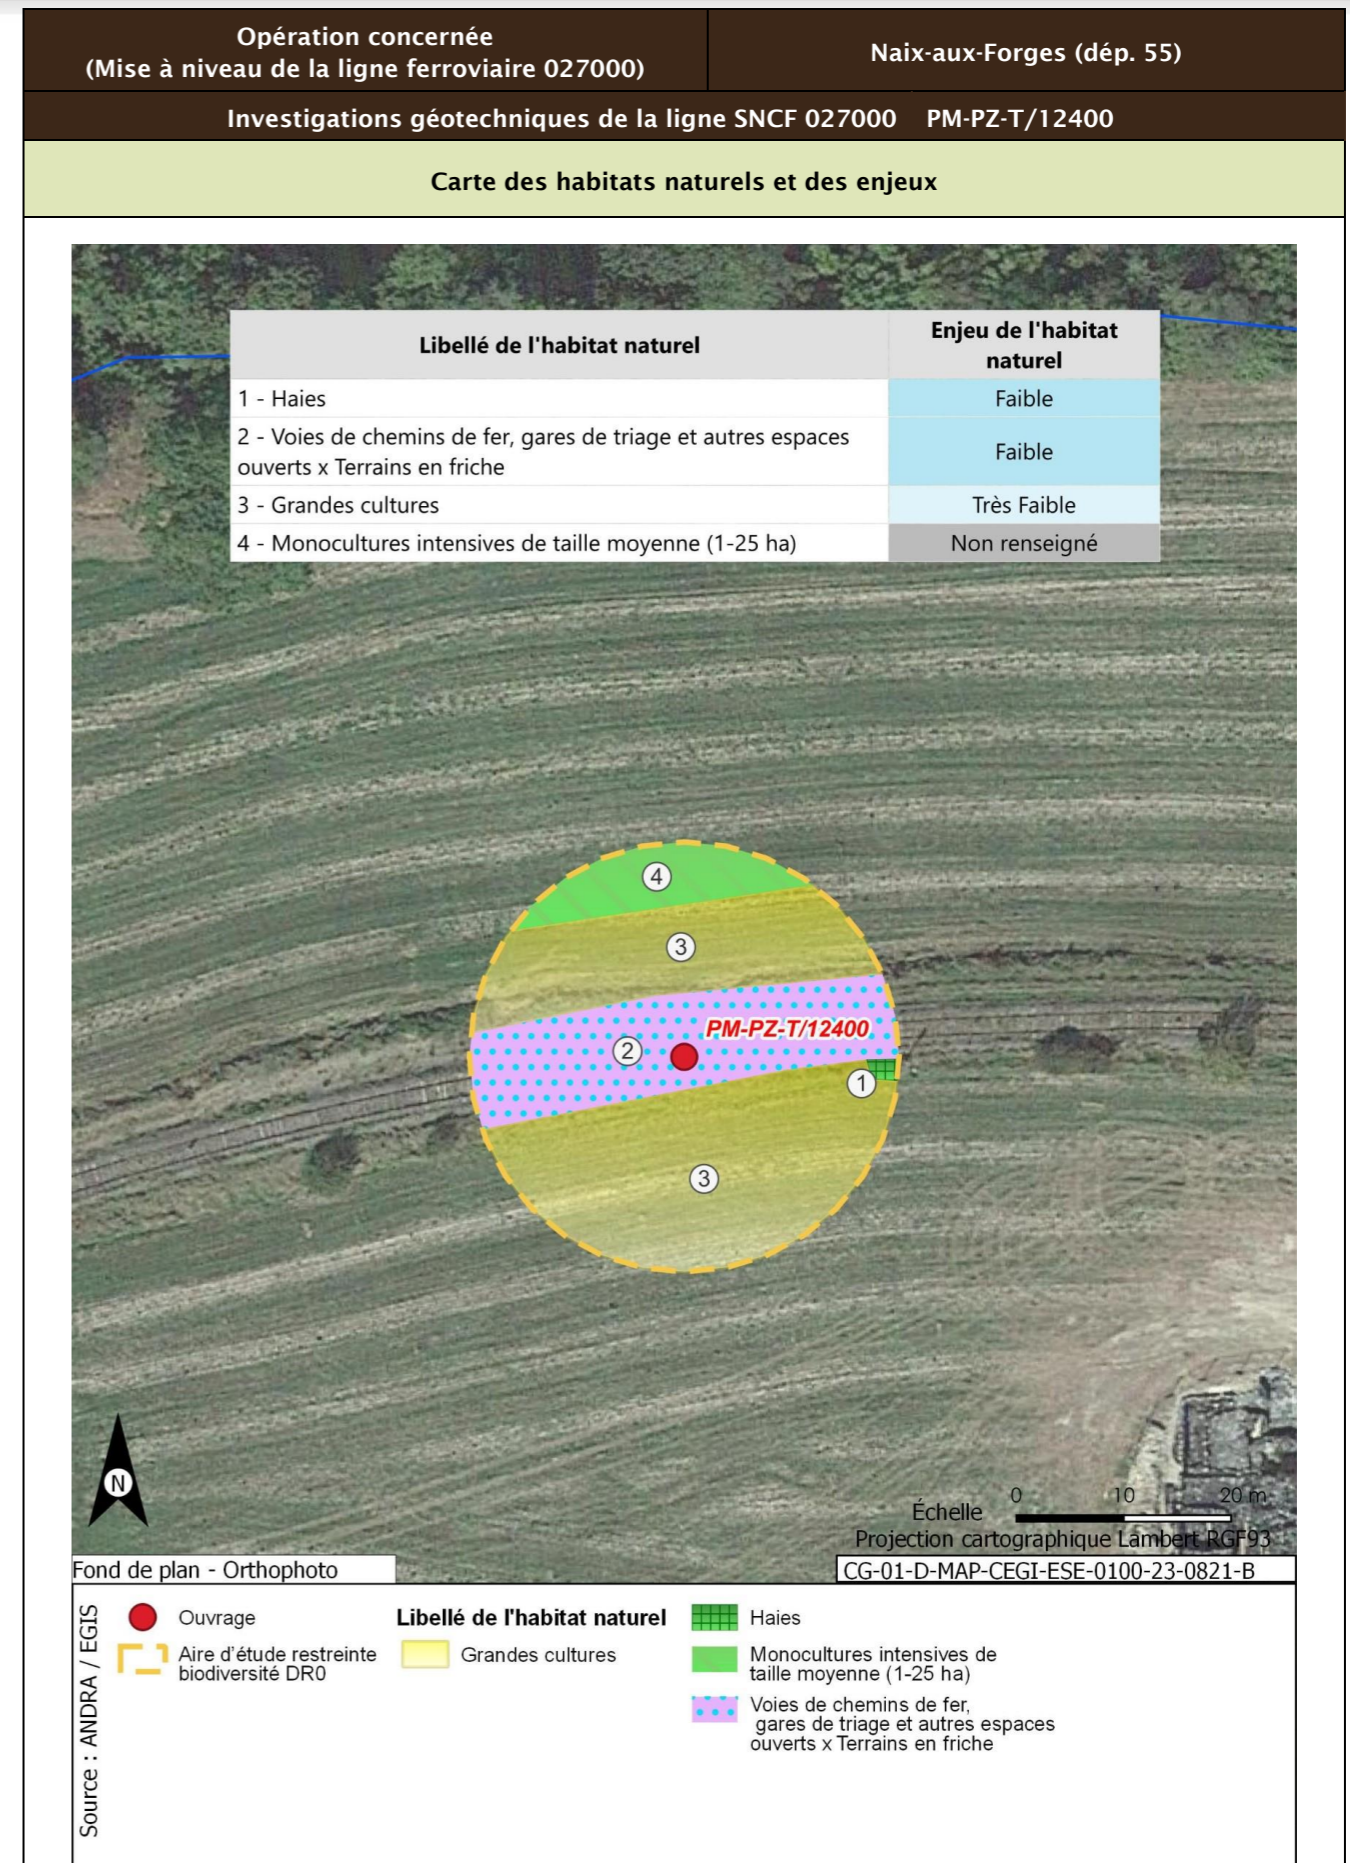 Opération concernée
(Mise à niveau de la ligne ferroviaire 027000)
Naix-aux-Forges (dép. 55)
Investigations géotechniques de la ligne SNCF 027000 PM-PZ-T/12400
Carte des habitats naturels et des enjeux
Libellé de l'habitat naturel
Enjeu de l'habitat
naturel
1 - Haies
Faible
2 - Voies de chemins de fer, gares de triage et autres espaces
ouverts x Terrains en friche
Faible
3 - Grandes cultures
Très Faible
4 - Monocultures intensives de taille moyenne (1-25 ha)
Non renseigné
4
3
PM-PZ-T/12400
2
1
3
N
Échelle
0 10 20 m
Projection cartographique Lambert RGF93
Fond de plan - Orthophoto
CG-01-D-MAP-CEGI-ESE-0100-23-0821-B
Source : ANDRA / EGIS
Ouvrage
Aire d'étude restreinte
biodiversité DR0
Libellé de l'habitat naturel
Grandes cultures
Haies
Monocultures intensives de
taille moyenne (1-25 ha)
Voies de chemins de fer,
gares de triage et autres espaces
ouverts x Terrains en friche